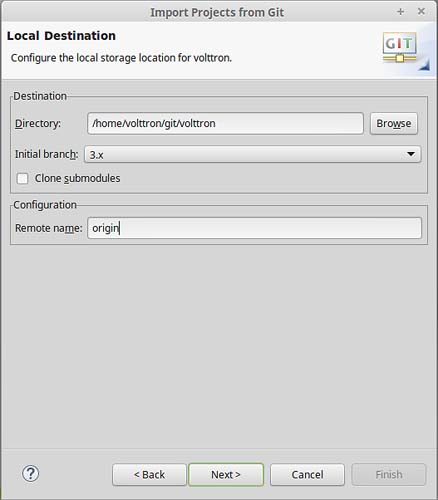 Import Projects from Git
Local Destination
Configure the local storage location for volttron.
GIT
Destination
Directory: /home/volttron/git/volttron Browse
Initial branch: 3.x
Clone submodules
Configuration
Remote name: origin
? < Back Next > Cancel Finish